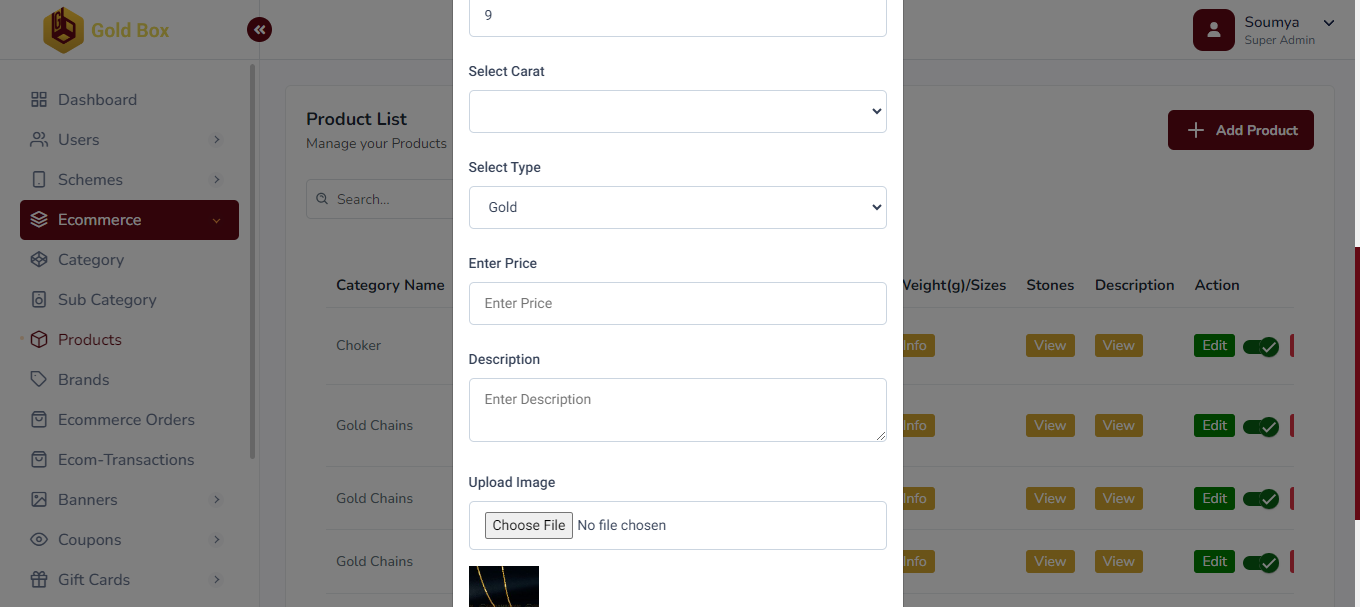 Gold Box
Soumya
Super Admin
Dashboard
Users
Schemes
Ecommerce
Category
Sub Category
Products
Brands
Ecommerce Orders
Ecom-Transactions
Banners
Coupons
Gift Cards
Product List
Manage your Products
Add Product
Search...
Category Name
Weight(g)/Sizes Stones Description Action
Choker Info View View Edit
Gold Chains Info View View Edit
Gold Chains Info View View Edit
Gold Chains Info View View Edit
9
Select Carat
Select Type
Gold
Enter Price
Enter Price
Description
Enter Description
Upload Image
Choose File No file chosen